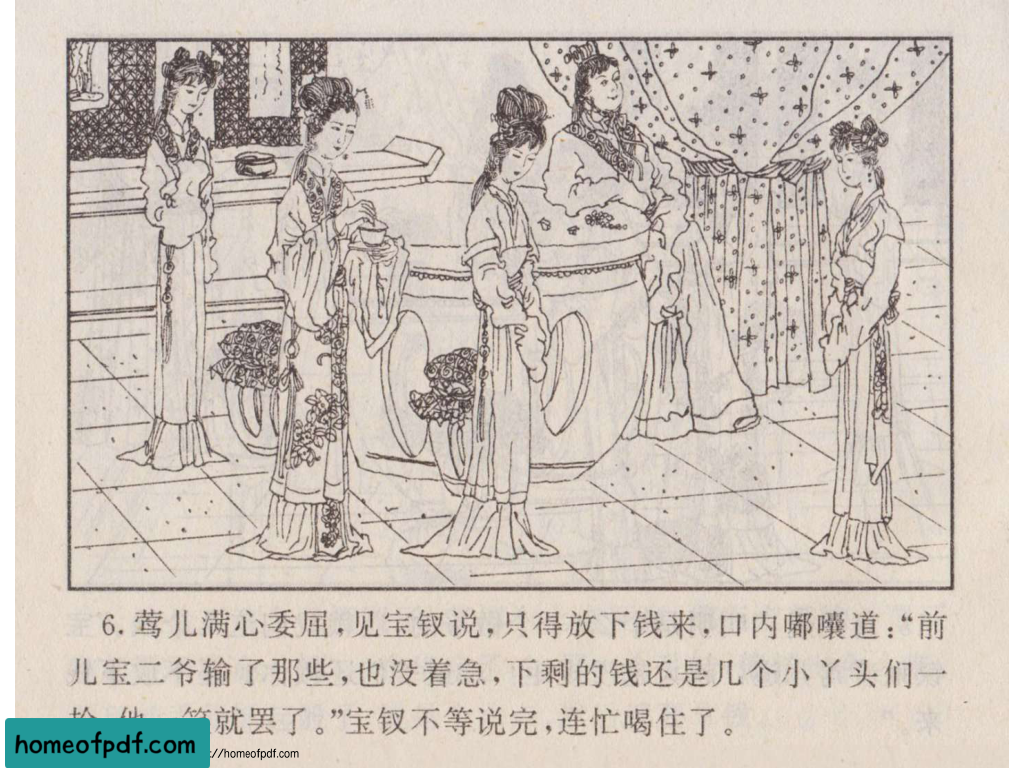 6. 莺儿满心委屈，见宝钗说，只得放下钱来，口内嘟囔道：“前
儿宝二爷输了那些，也没着急，下剩的钱还是几个小丫头们一
就罢了。”宝钗不等说完，连忙喝住了。
homeofpdf.com
://homeofpdf.com